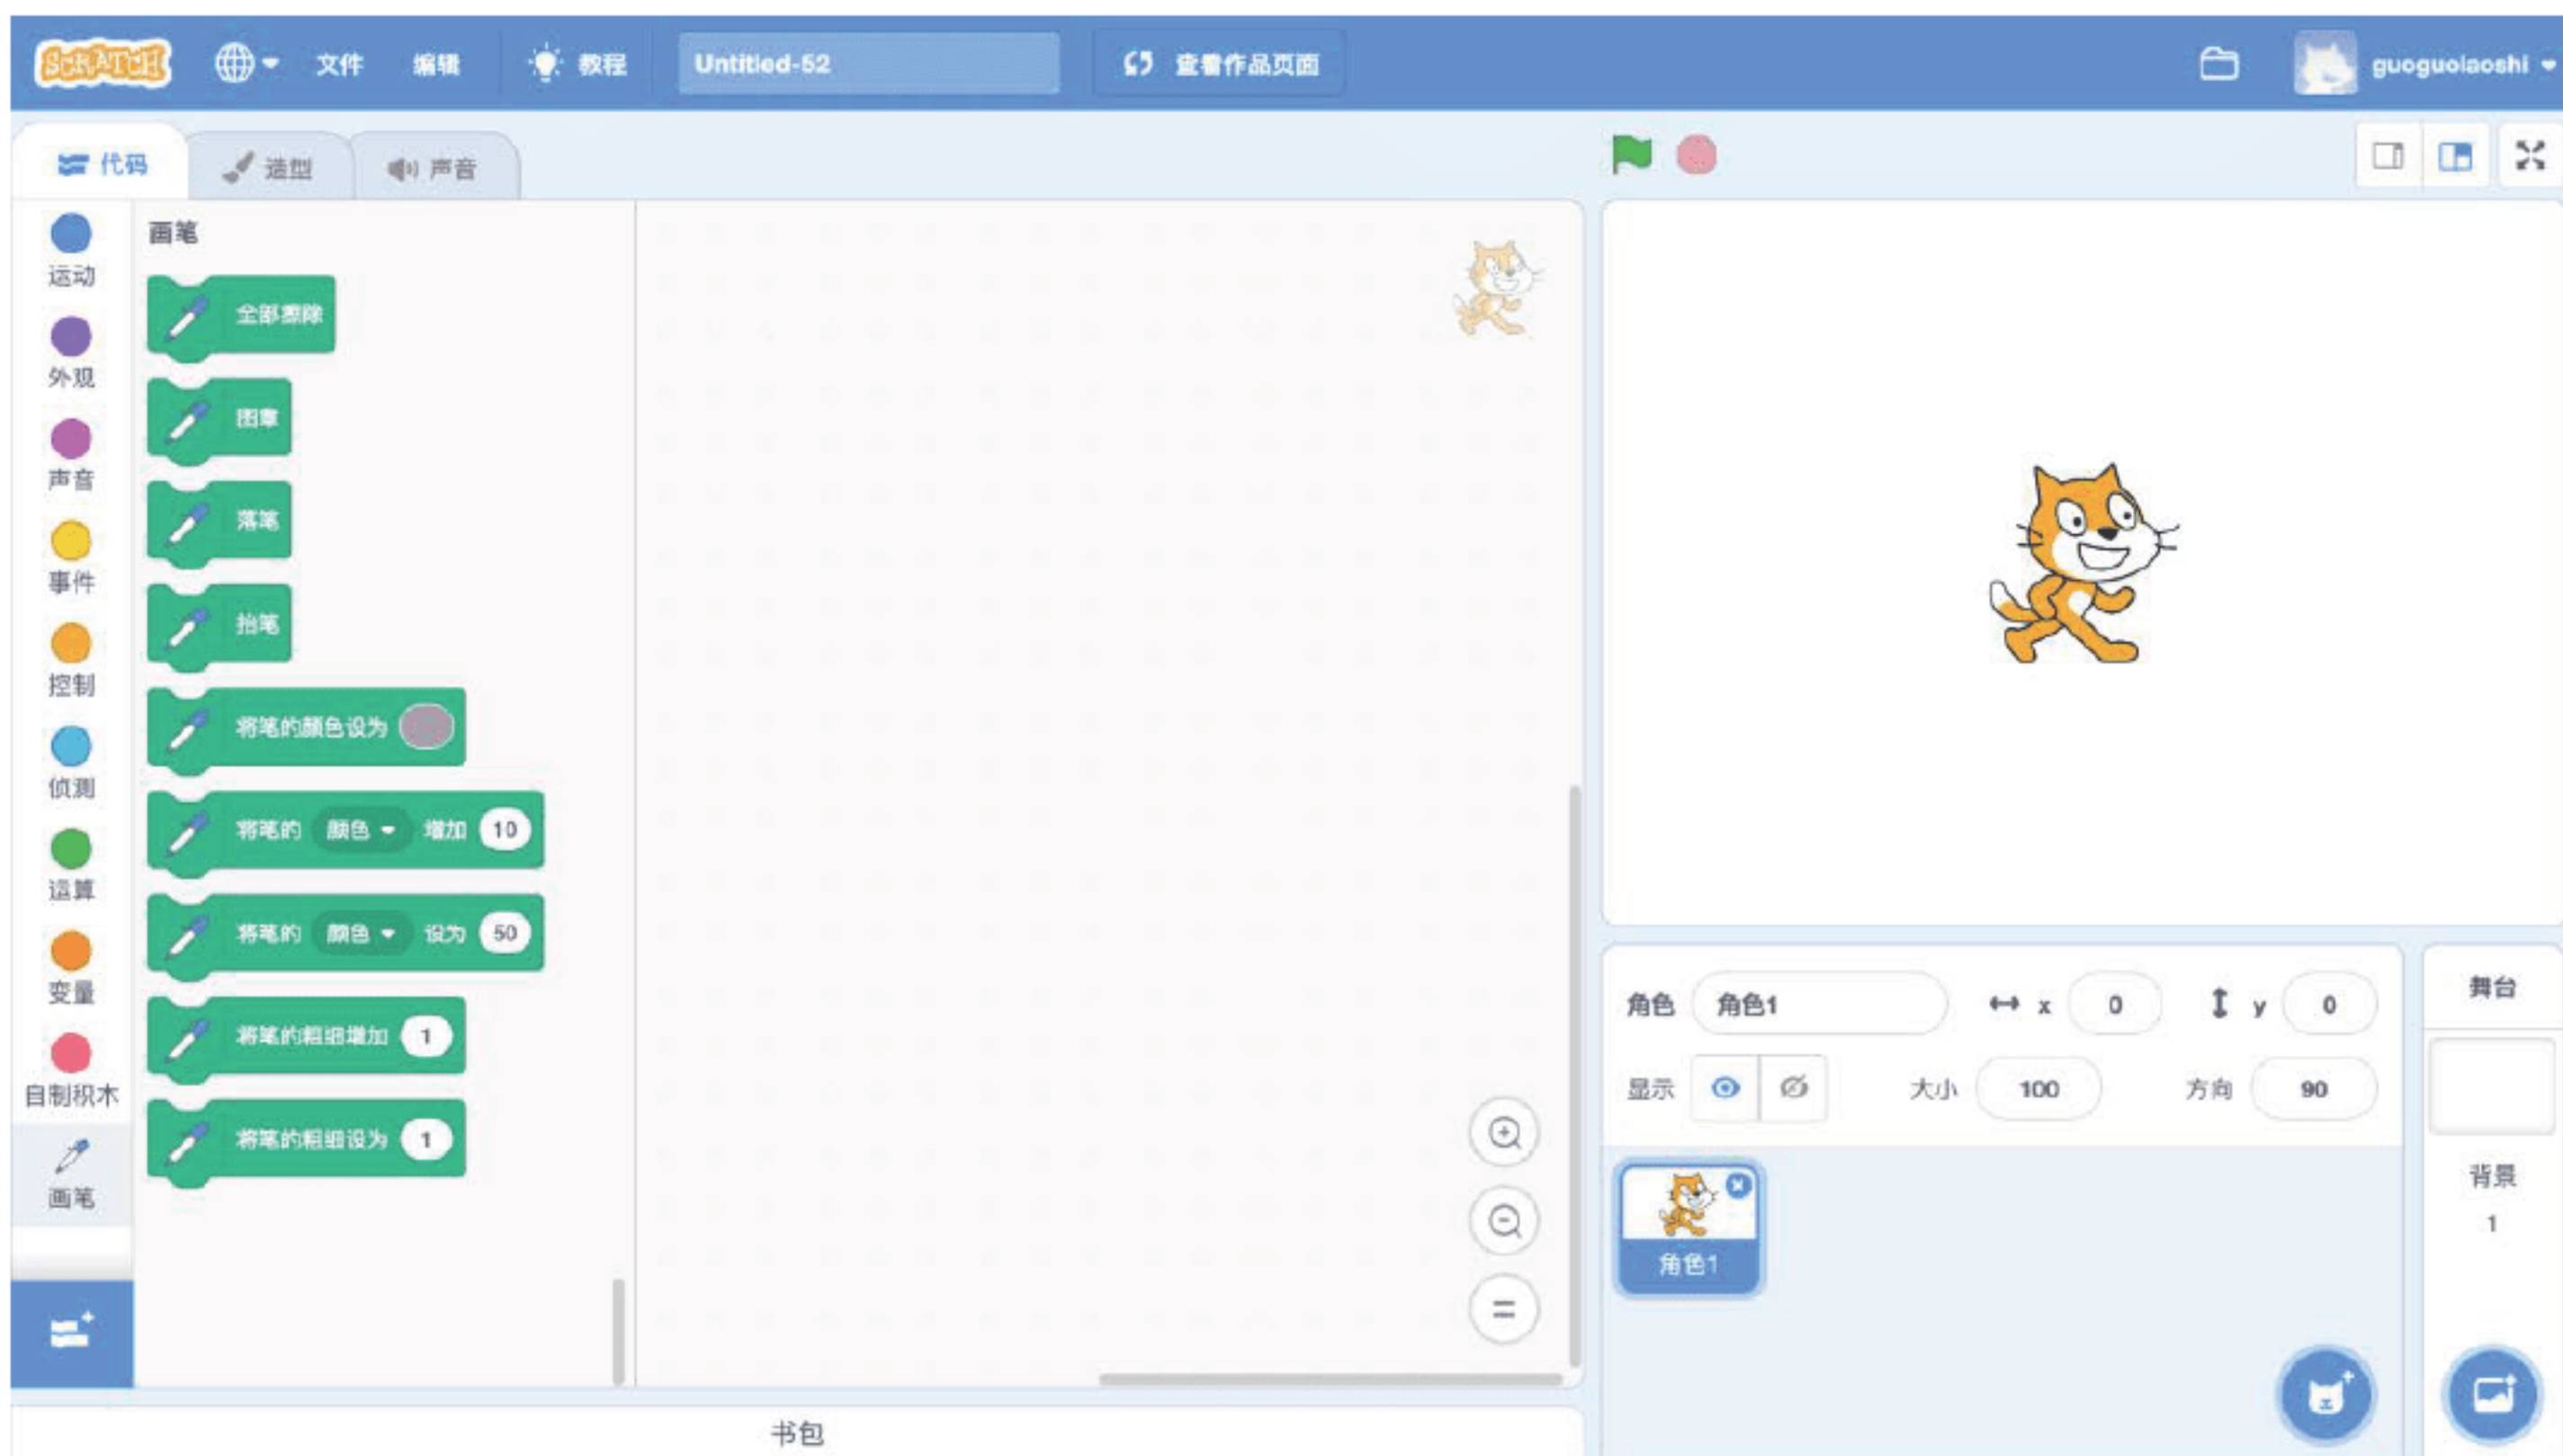 SCRATCH 文件 编辑 教程 Untitled-52 查看作品页面 guoguolaoshi
代码 造型 声音
运动
外观
声音
事件
控制
侦测
运算
变量
自制积木
画笔
画笔
全部擦除
图章
落笔
抬笔
将笔的颜色设为
将笔的 颜色 增加 10
将笔的 颜色 设为 50
将笔的粗细增加 1
将笔的粗细设为 1
书包
角色 角色1 x 0 y 0
显示 大小 100 方向 90
角色1
舞台
背景
1